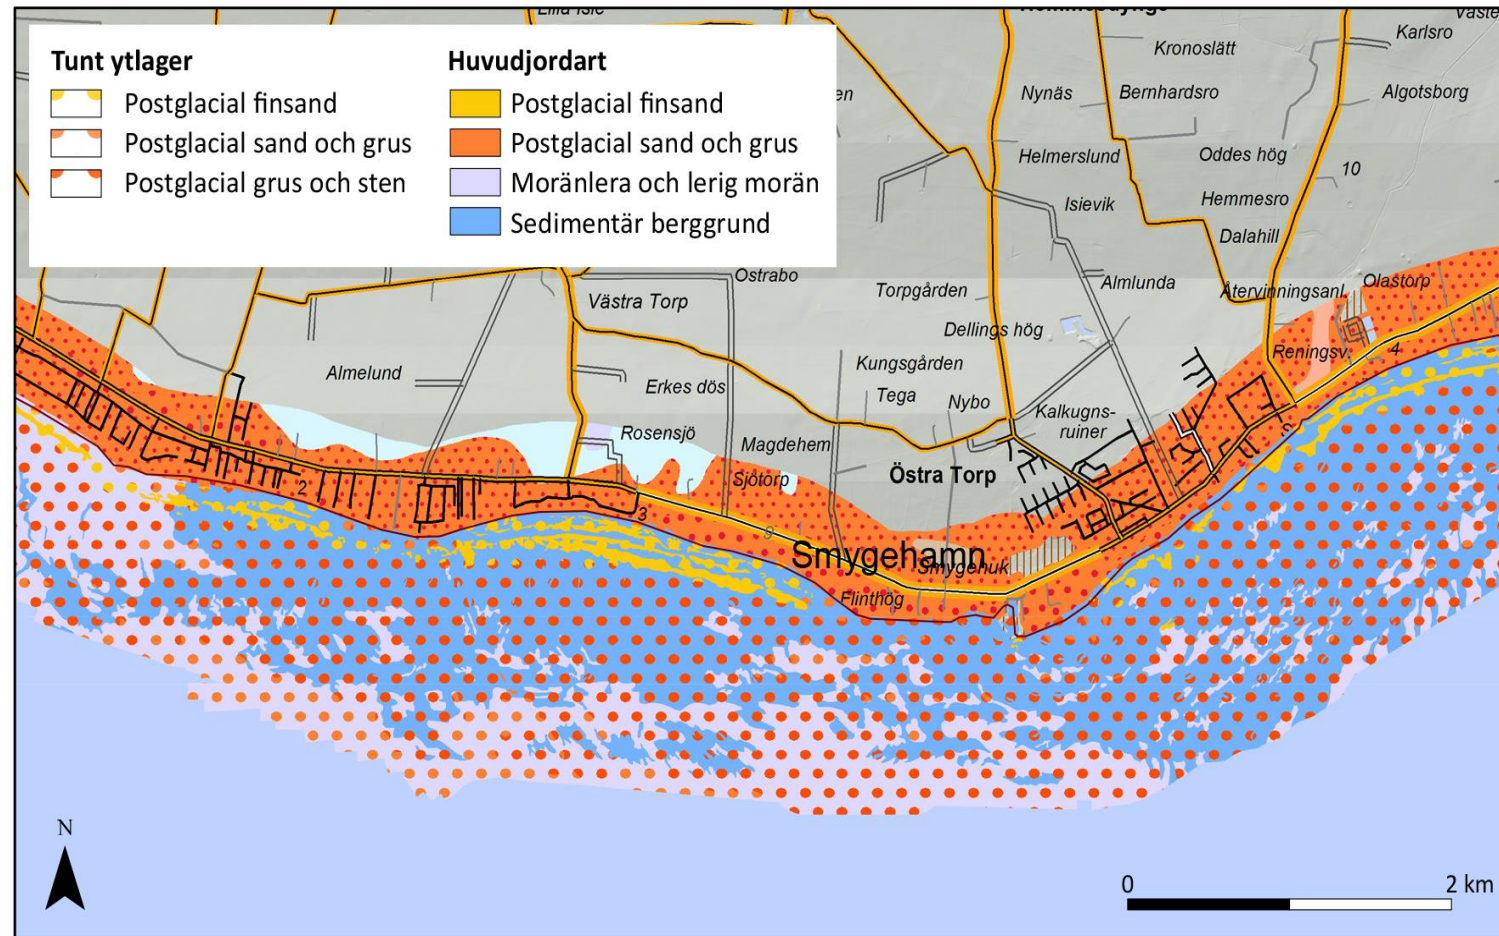 Lilla Isie
Tunt ytlager
Postglacial finsand
Postglacial sand och grus
Postglacial grus och sten
Huvudjordart
Postglacial finsand
Postglacial sand och grus
Moränlera och lerig morän
Sedimentär berggrund
Karlsro
Kronoslätt
Nynäs
Bernhardsro
Algotsborg
Helmerslund
Oddes hög
10
Isievik
Hemmesro
Dalahill
Ostrabo
Västra Torp
Torpgården
Almlunda
Återvinningsanl.
Olastorp
Dellings hög
Reningsv.
4
Almelund
Erkes dös
Kungsgården
Tega
Nybo
Kalkugns-
ruiner
Rosensjö
Magdehem
Sjötorp
Östra Torp
2
3
9
Smygehamn
Smygehuk
Flinthög
N
0
2 km